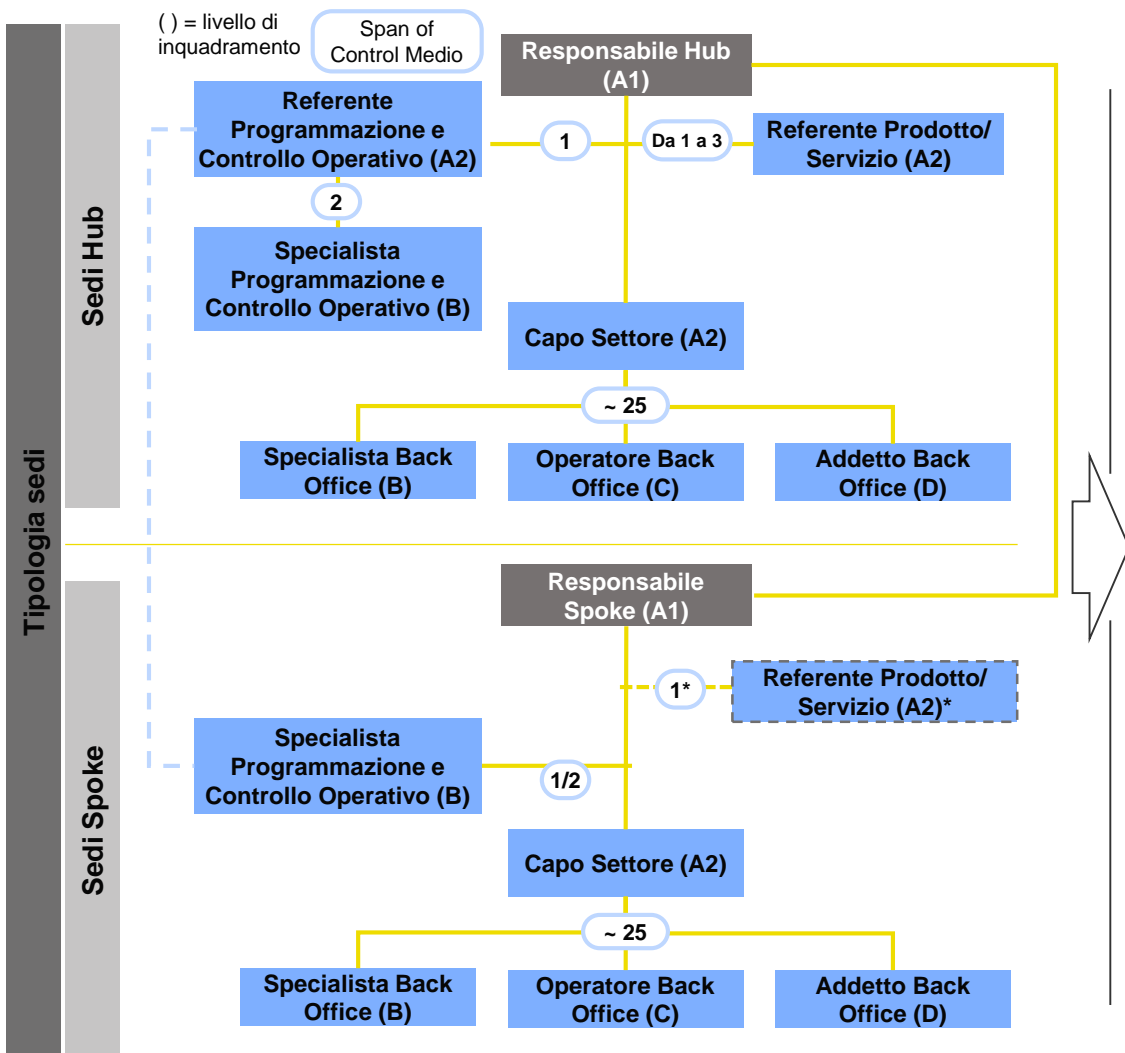 ( ) = livello di
inquadramento
Span of
Control Medio
Responsabile Hub
(A1)
Referente
Programmazione e
Controllo Operativo (A2)
1
Da 1 a 3
Referente Prodotto/
Servizio (A2)
2
Specialista
Programmazione e
Controllo Operativo (B)
Capo Settore (A2)
~ 25
Specialista Back
Office (B)
Operatore Back
Office (C)
Addetto Back
Office (D)
Tipologia sedi
Sedi Hub
Sedi Spoke
Responsabile
Spoke (A1)
1*
Referente Prodotto/
Servizio (A2)*
Specialista
Programmazione e
Controllo Operativo (B)
1/2
Capo Settore (A2)
~ 25
Specialista Back
Office (B)
Operatore Back
Office (C)
Addetto Back
Office (D)